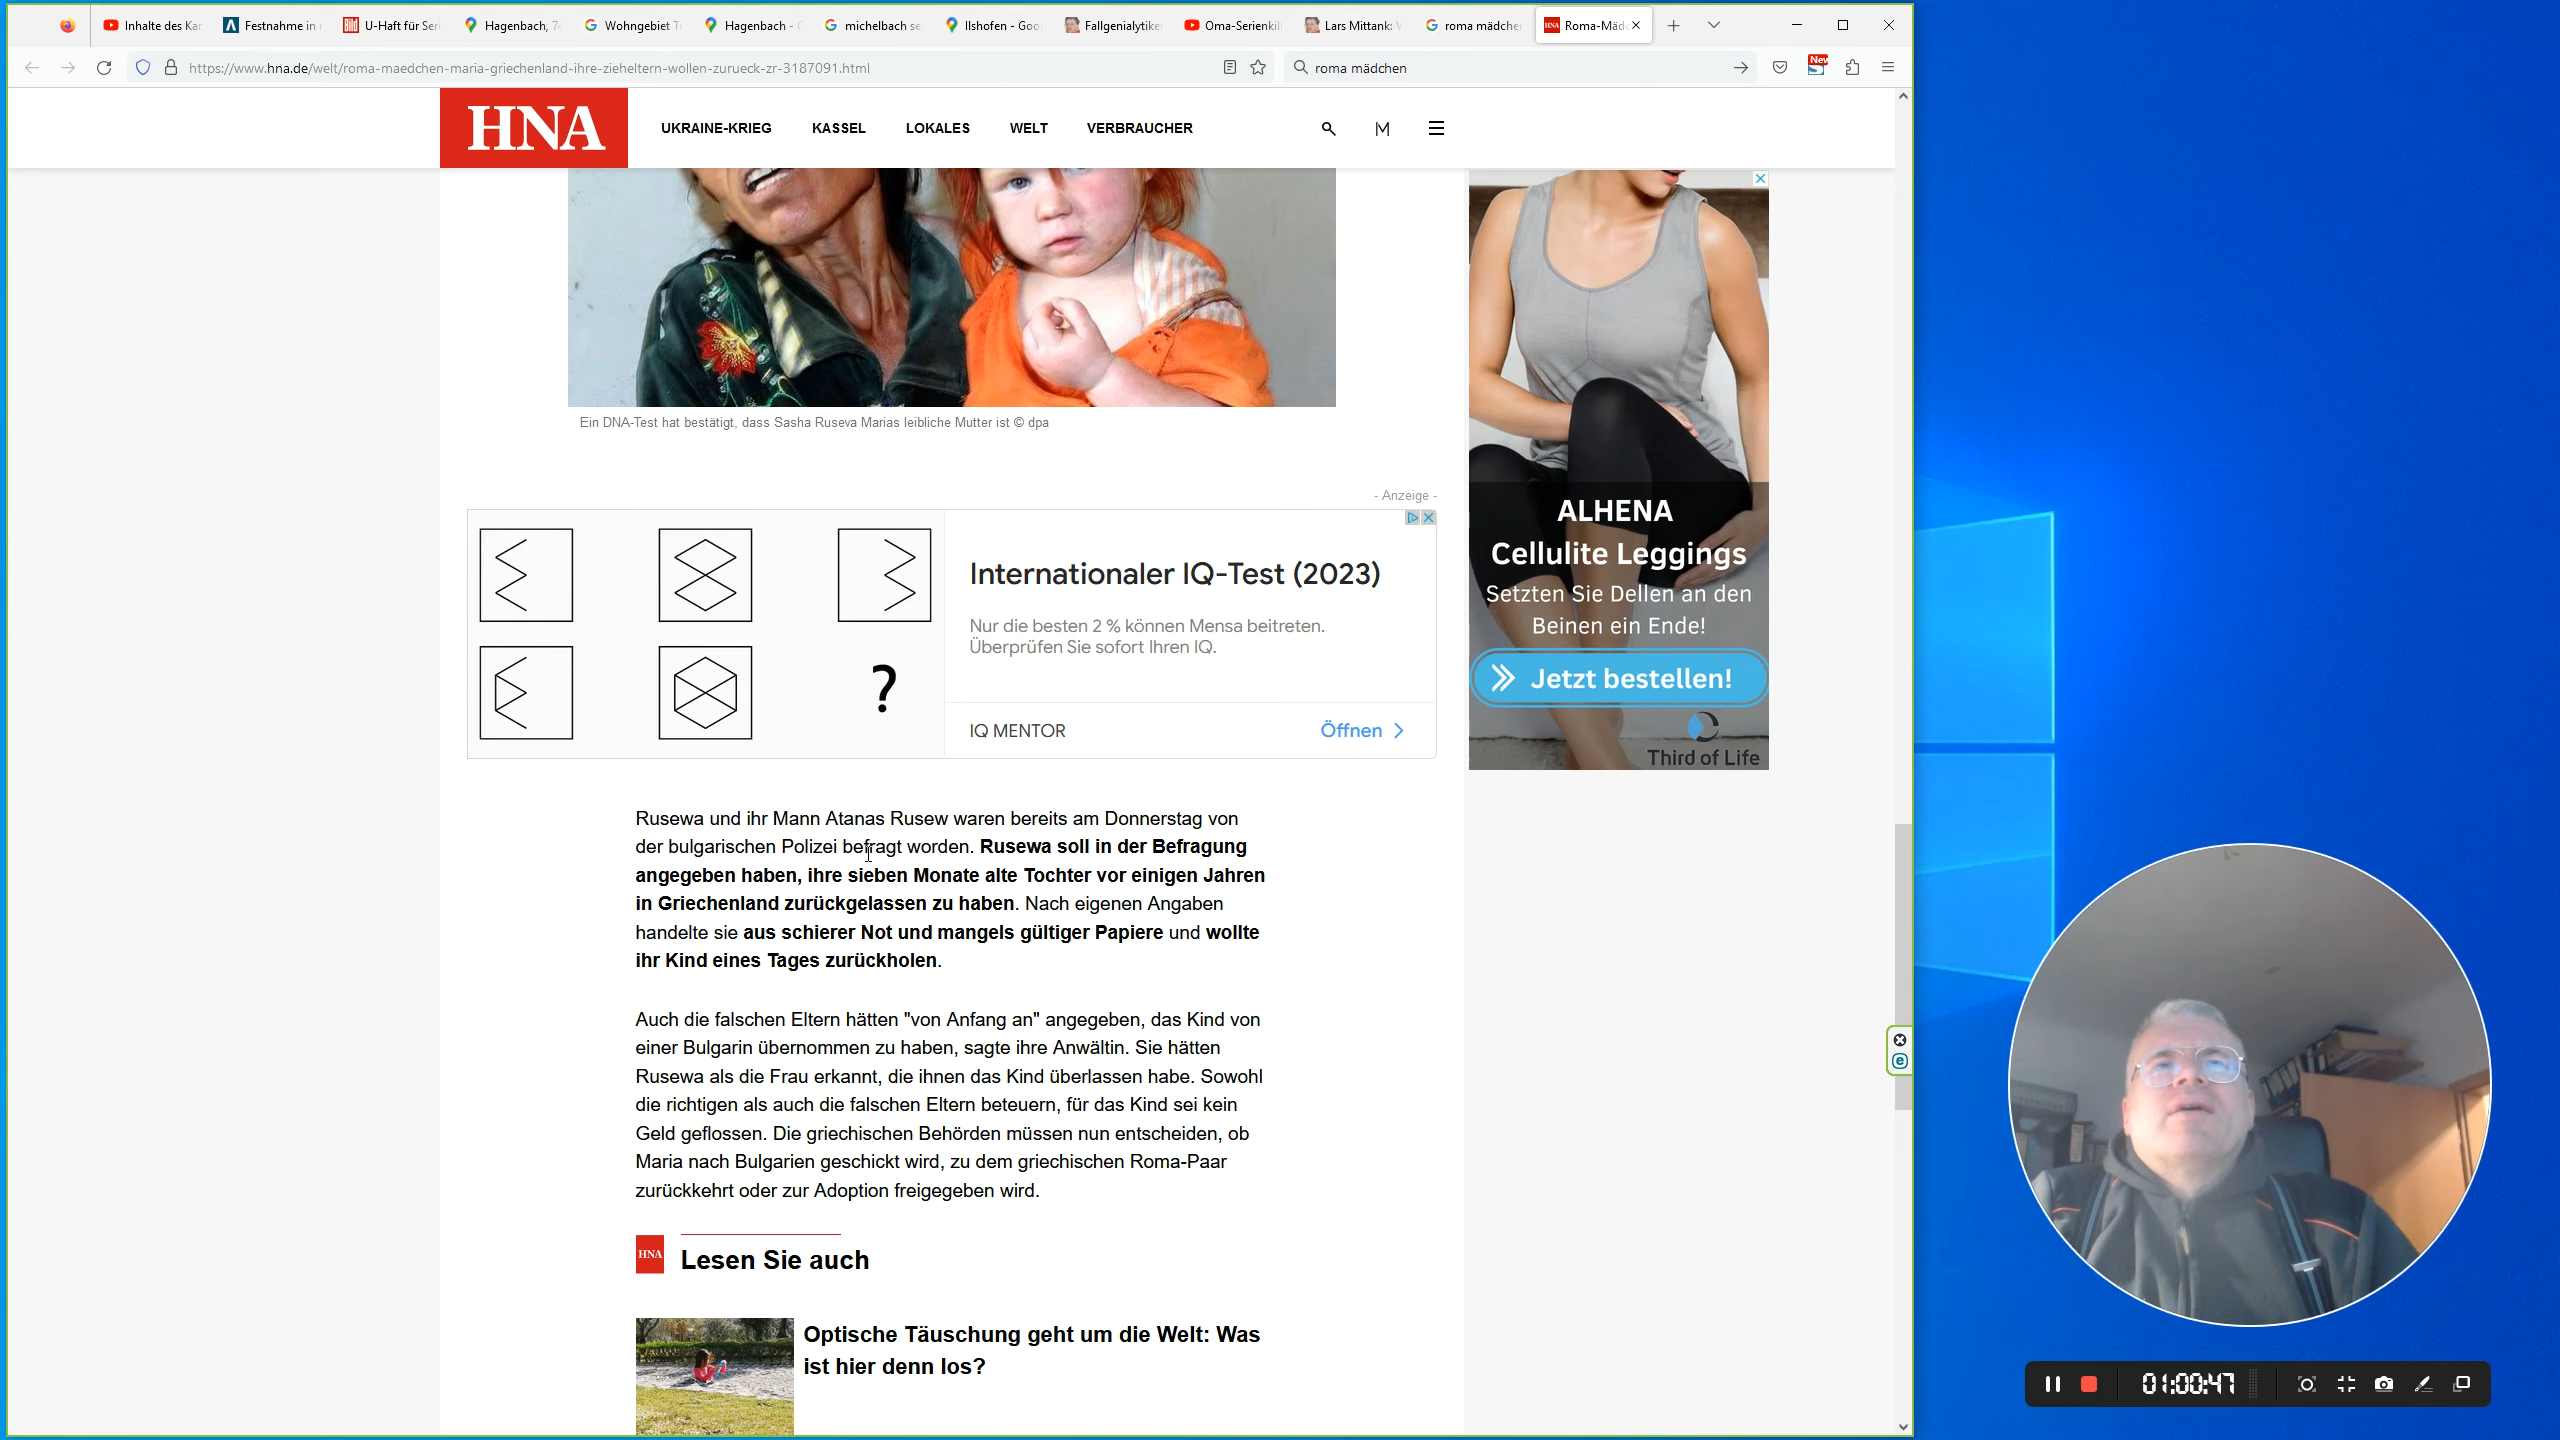 Inhalte des Kar
Festnahme in
U-Haft für Seri
Hagenbach, 74
Wohngebiet T
Hagenbach - G
michelbach se
Ilshofen - Goo
Fallgenialytike
Oma-Serienkil
Lars Mittank: V
roma mädche
Roma-Mäd
https://www.hna.de/welt/roma-maedchen-maria-griechenland-ihre-zieheltern-wollen-zurueck-zr-3187091.html
roma mädchen
New
HNA
UKRAINE-KRIEG
KASSEL
LOKALES
WELT
VERBRAUCHER
Ein DNA-Test hat bestätigt, dass Sasha Ruseva Marias leibliche Mutter ist © dpa
- Anzeige -
?
Internationaler IQ-Test (2023)
Nur die besten 2 % können Mensa beitreten.
Überprüfen Sie sofort Ihren IQ.
IQ MENTOR
Öffnen
ALHENA
Cellulite Leggings
Setzten Sie Dellen an den
Beinen ein Ende!
Jetzt bestellen!
Third of Life
Rusewa und ihr Mann Atanas Rusew waren bereits am Donnerstag von
der bulgarischen Polizei befragt worden. Rusewa soll in der Befragung
angegeben haben, ihre sieben Monate alte Tochter vor einigen Jahren
in Griechenland zurückgelassen zu haben. Nach eigenen Angaben
handelte sie aus schierer Not und mangels gültiger Papiere und wollte
ihr Kind eines Tages zurückholen.
Auch die falschen Eltern hätten "von Anfang an" angegeben, das Kind von
einer Bulgarin übernommen zu haben, sagte ihre Anwältin. Sie hätten
Rusewa als die Frau erkannt, die ihnen das Kind überlassen habe. Sowohl
die richtigen als auch die falschen Eltern beteuern, für das Kind sei kein
Geld geflossen. Die griechischen Behörden müssen nun entscheiden, ob
Maria nach Bulgarien geschickt wird, zu dem griechischen Roma-Paar
zurückkehrt oder zur Adoption freigegeben wird.
HNA
Lesen Sie auch
Optische Täuschung geht um die Welt: Was
ist hier denn los?
01:00:47